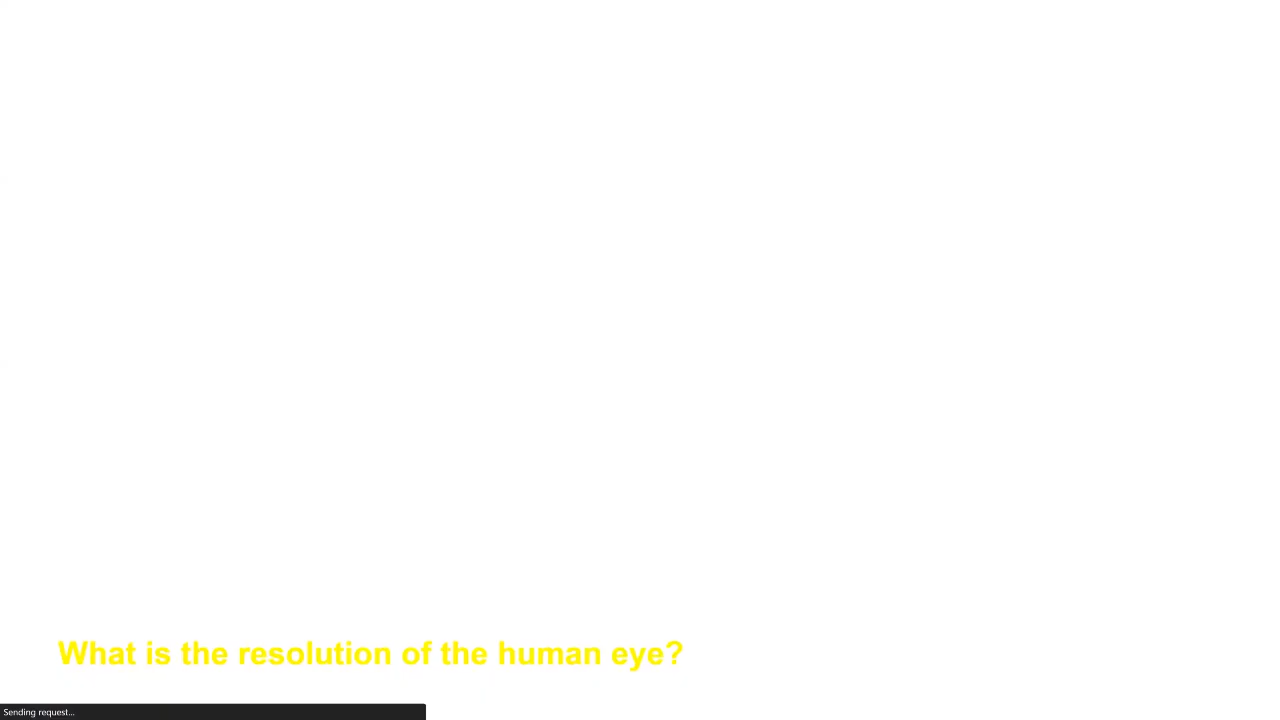 What is the resolution of the human eye?
Sending request...